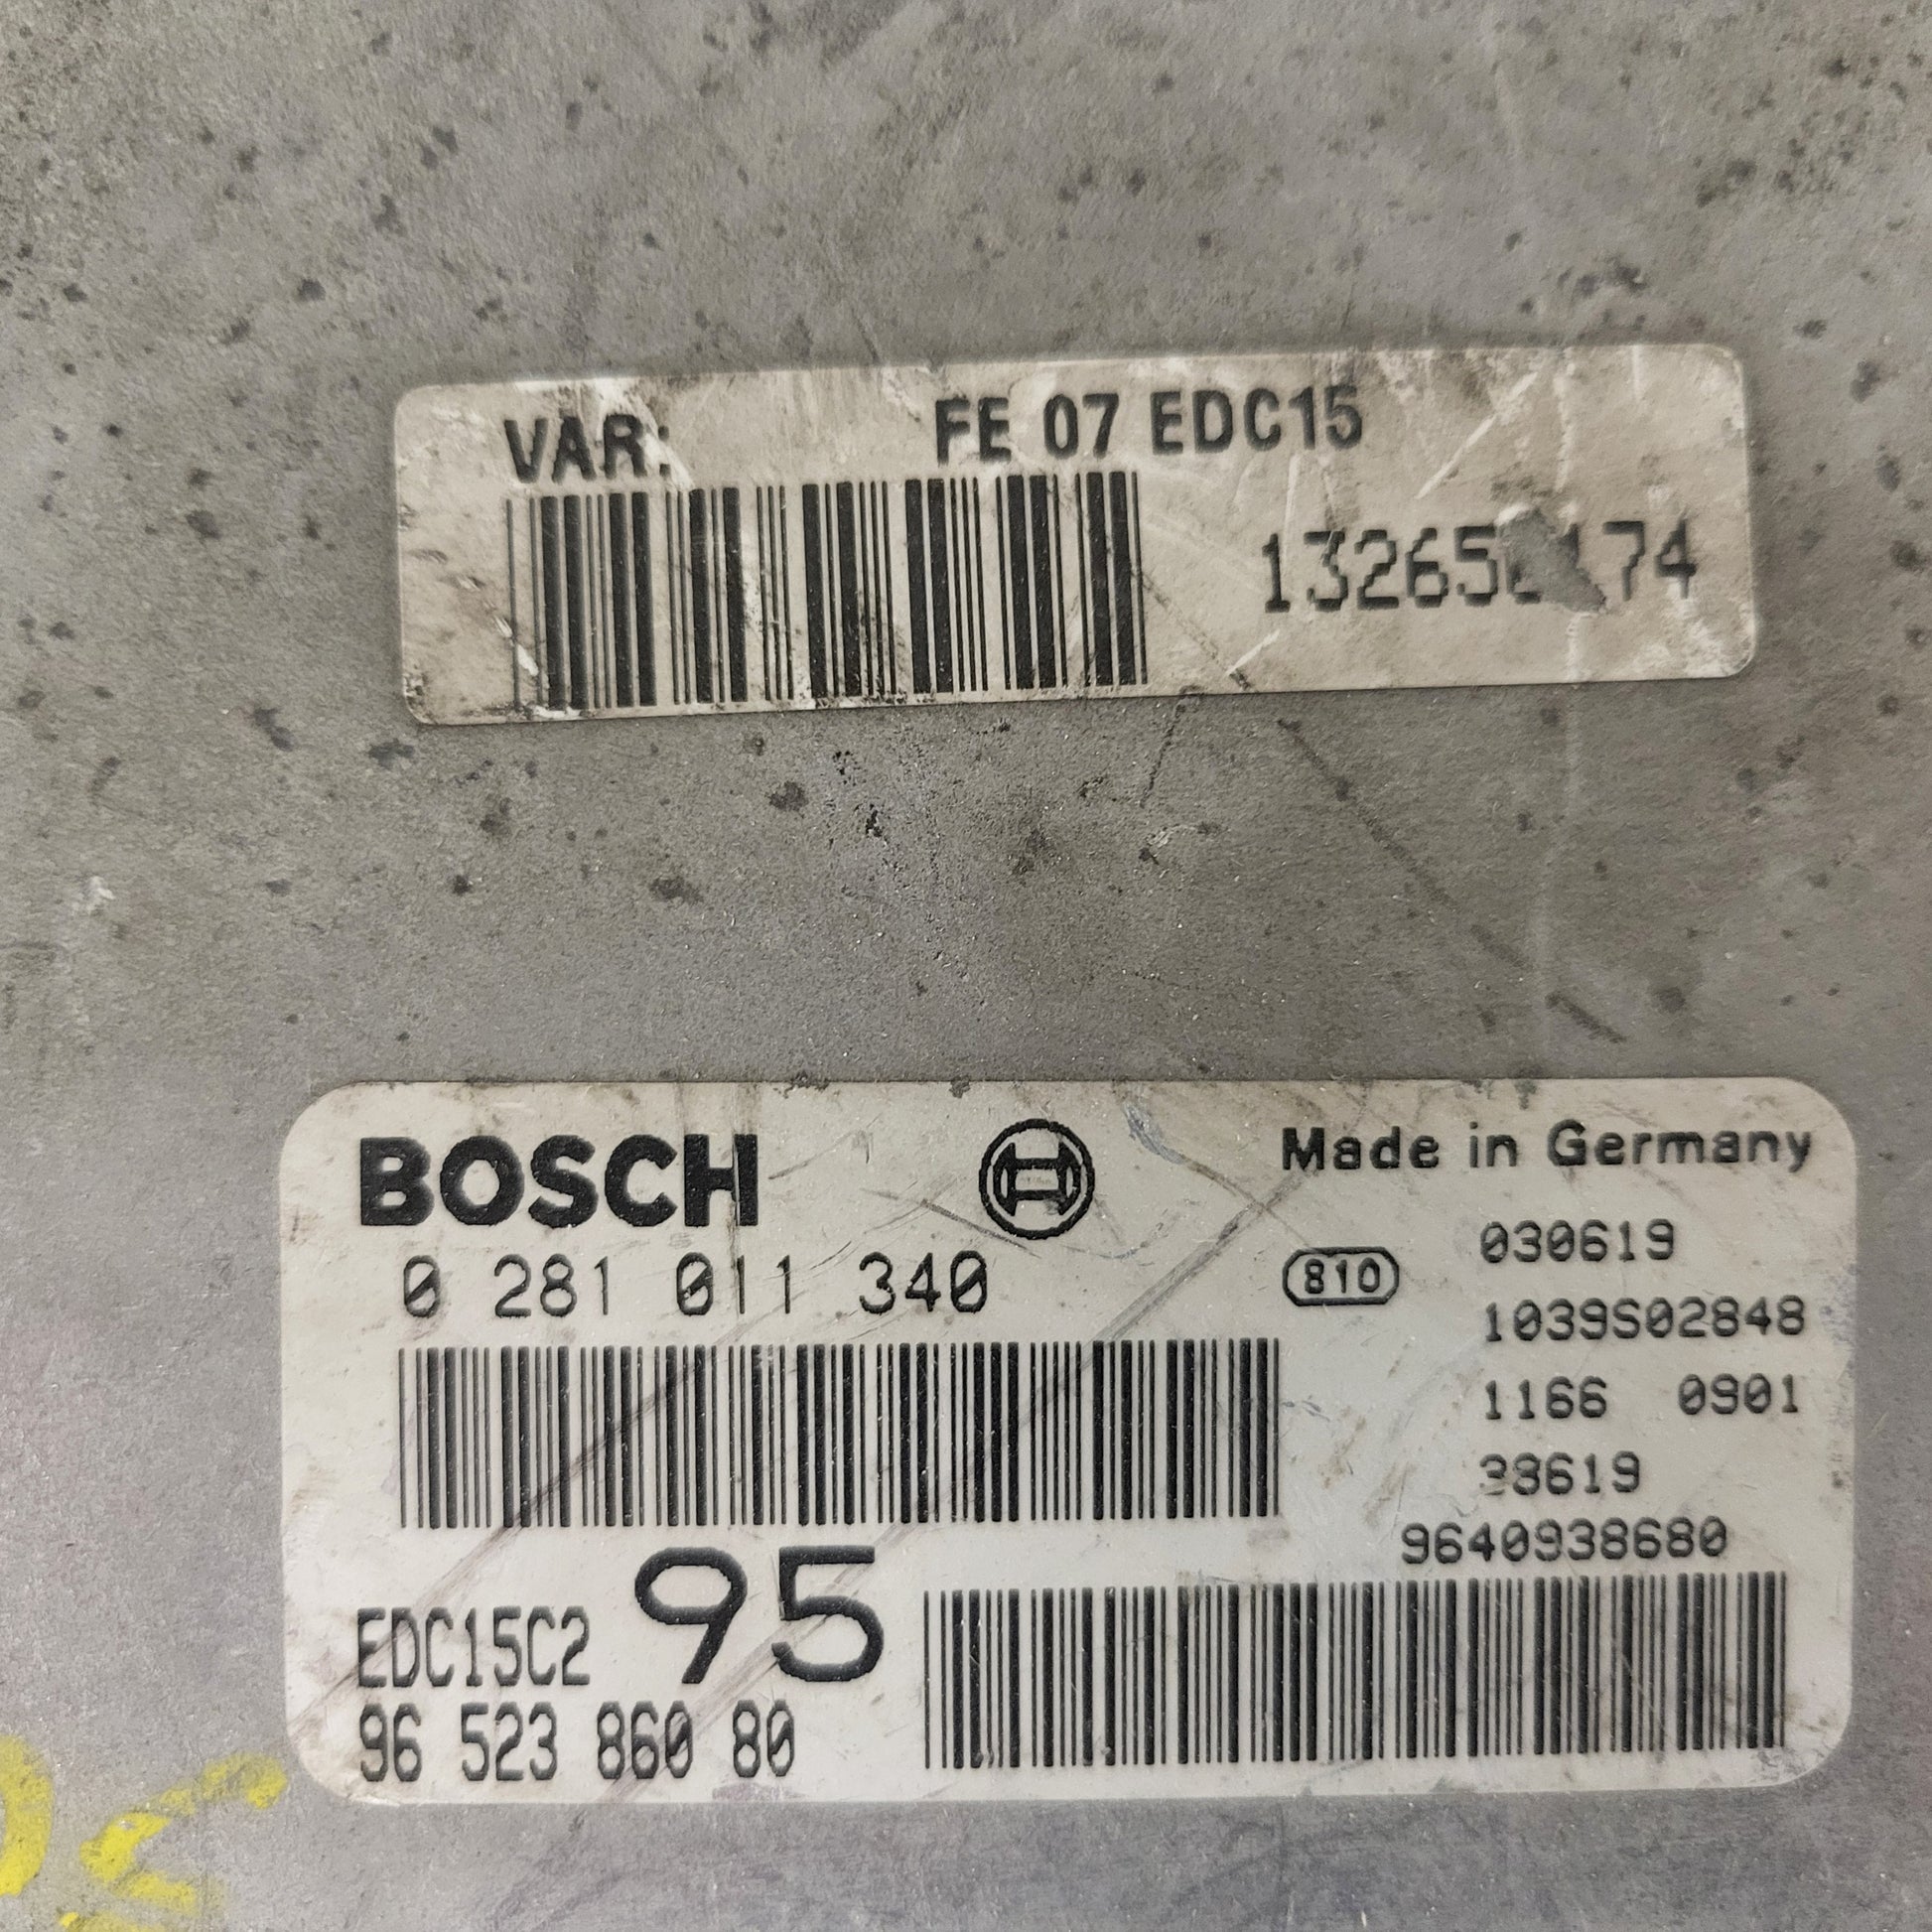 VAR: FE 07 EDC15
BOSCH
Made in Germany
0 281 011 340
810
030619
1039S02848
1166 0901
38619
9640938680
EDC15C2 95
96 523 860 80